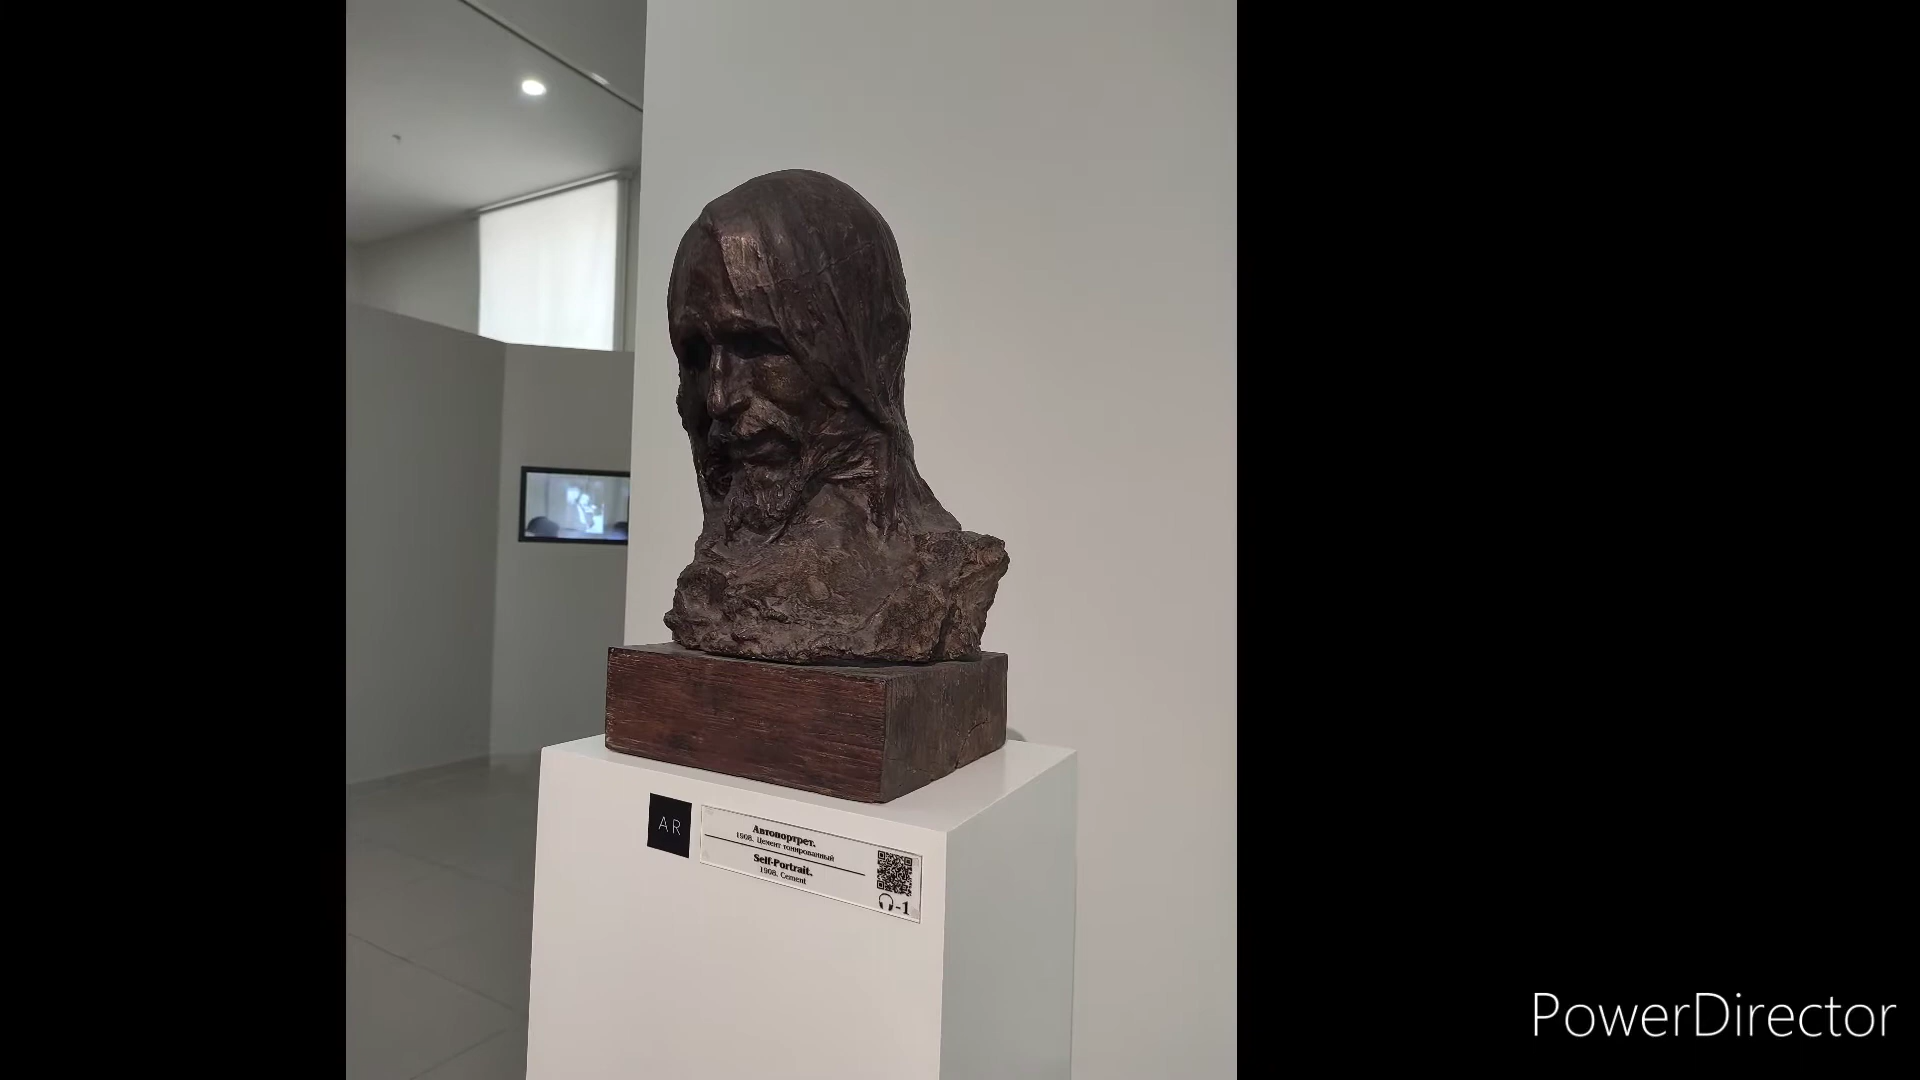 AR
Автопортрет.
1908. Цемент тонированный
Self-Portrait.
1908. Cement
-1
PowerDirector